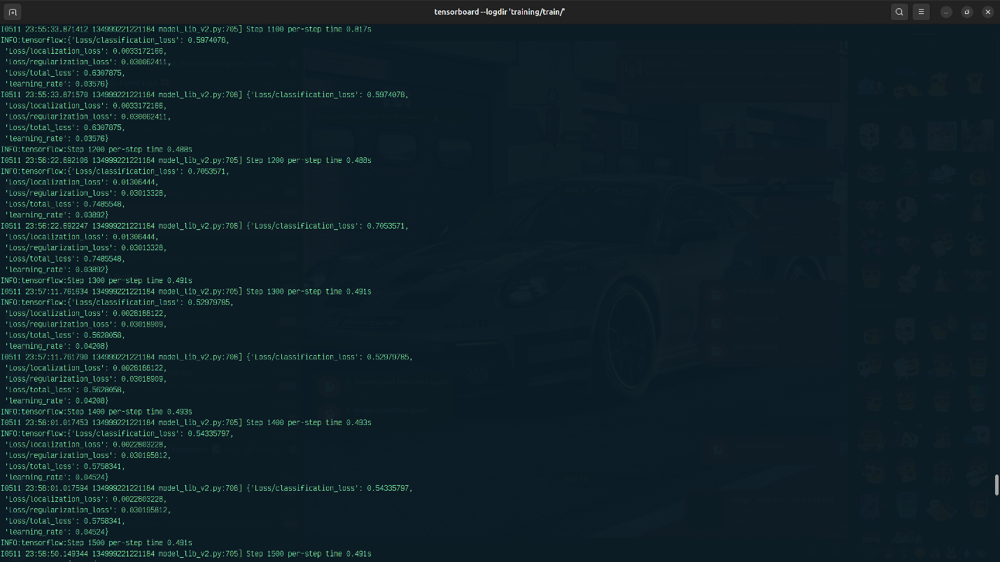 tensorboard --logdir 'training/train/'
I0511 23:55:33.871412 134999221221184 model_lib_v2.py:705] Step 1100 per-step time 0.817s
INFO:tensorflow:{'Loss/classification_loss': 0.5974078,
'Loss/localization_loss': 0.0033172166,
'Loss/regularization_loss': 0.030062411,
'Loss/total_loss': 0.6307875,
'learning_rate': 0.03576}
I0511 23:55:33.871570 134999221221184 model_lib_v2.py:708] {'Loss/classification_loss': 0.5974078,
'Loss/localization_loss': 0.0033172166,
'Loss/regularization_loss': 0.030062411,
'Loss/total_loss': 0.6307875,
'learning_rate': 0.03576}
INFO:tensorflow:Step 1200 per-step time 0.488s
I0511 23:56:22.692106 134999221221184 model_lib_v2.py:705] Step 1200 per-step time 0.488s
INFO:tensorflow:{'Loss/classification_loss': 0.7053571,
'Loss/localization_loss': 0.01306444,
'Loss/regularization_loss': 0.03013328,
'Loss/total_loss': 0.7485548,
'learning_rate': 0.03892}
I0511 23:56:22.692247 134999221221184 model_lib_v2.py:708] {'Loss/classification_loss': 0.7053571,
'Loss/localization_loss': 0.01306444,
'Loss/regularization_loss': 0.03013328,
'Loss/total_loss': 0.7485548,
'learning_rate': 0.03892}
INFO:tensorflow:Step 1300 per-step time 0.491s
I0511 23:57:11.761634 134999221221184 model_lib_v2.py:705] Step 1300 per-step time 0.491s
INFO:tensorflow:{'Loss/classification_loss': 0.52979785,
'Loss/localization_loss': 0.0028188122,
'Loss/regularization_loss': 0.03018909,
'Loss/total_loss': 0.5628058,
'learning_rate': 0.04208}
I0511 23:57:11.761790 134999221221184 model_lib_v2.py:708] {'Loss/classification_loss': 0.52979785,
'Loss/localization_loss': 0.0028188122,
'Loss/regularization_loss': 0.03018909,
'Loss/total_loss': 0.5628058,
'learning_rate': 0.04208}
INFO:tensorflow:Step 1400 per-step time 0.493s
I0511 23:58:01.017453 134999221221184 model_lib_v2.py:705] Step 1400 per-step time 0.493s
INFO:tensorflow:{'Loss/classification_loss': 0.54335797,
'Loss/localization_loss': 0.0022803228,
'Loss/regularization_loss': 0.030195812,
'Loss/total_loss': 0.5758341,
'learning_rate': 0.04524}
I0511 23:58:01.017594 134999221221184 model_lib_v2.py:708] {'Loss/classification_loss': 0.54335797,
'Loss/localization_loss': 0.0022803228,
'Loss/regularization_loss': 0.030195812,
'Loss/total_loss': 0.5758341,
'learning_rate': 0.04524}
INFO:tensorflow:Step 1500 per-step time 0.491s
I0511 23:58:50.149344 134999221221184 model_lib_v2.py:705] Step 1500 per-step time 0.491s